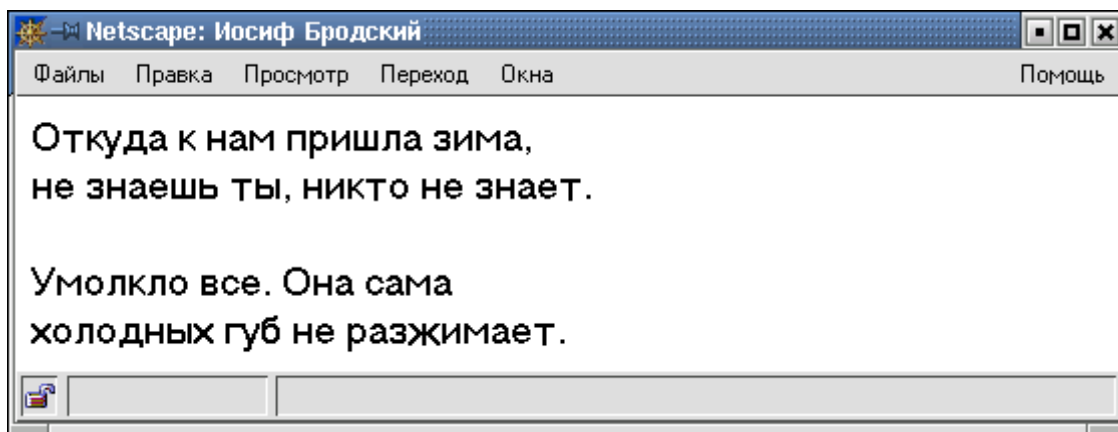 Netscape: Иосиф Бродский
Файлы Правка Просмотр Переход Окна Помощь
Откуда к нам пришла зима,
не знаешь ты, никто не знает.
Умолкло все. Она сама
холодных губ не разжимает.